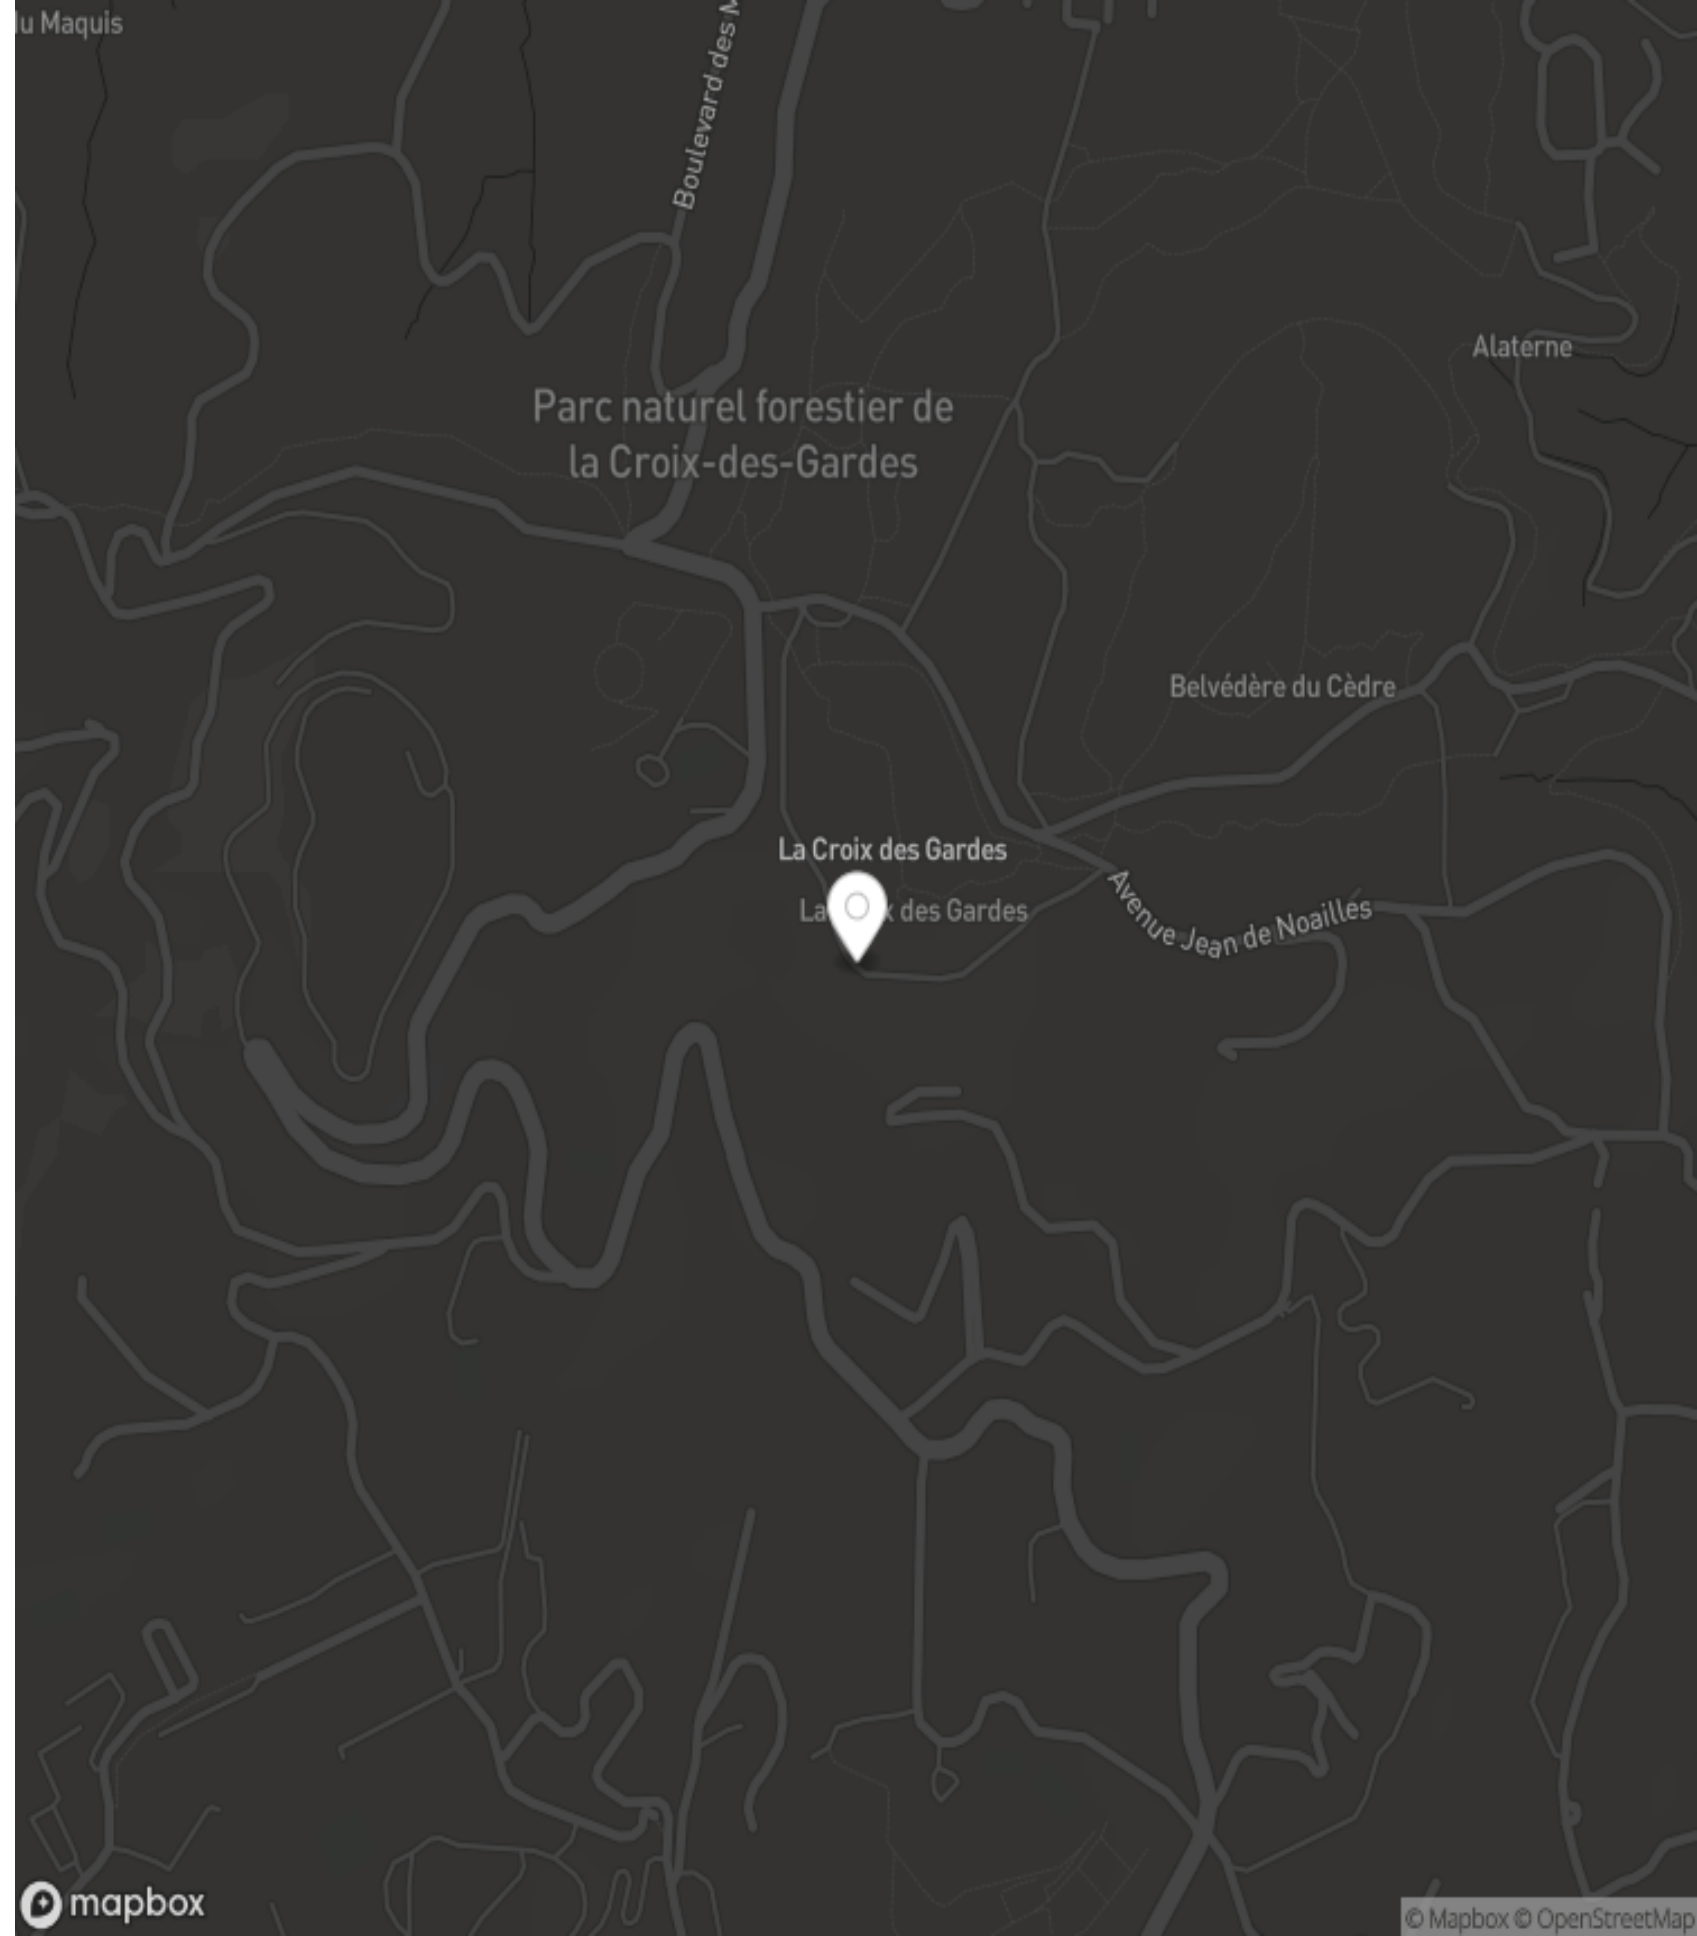 du Maquis
Boulevard des M
Parc naturel forestier de
la Croix-des-Gardes
Alaterne
Belvédère du Cèdre
La Croix des Gardes
La x des Gardes
Avenue Jean de Noailles
mapbox
© Mapbox © OpenStreetMap